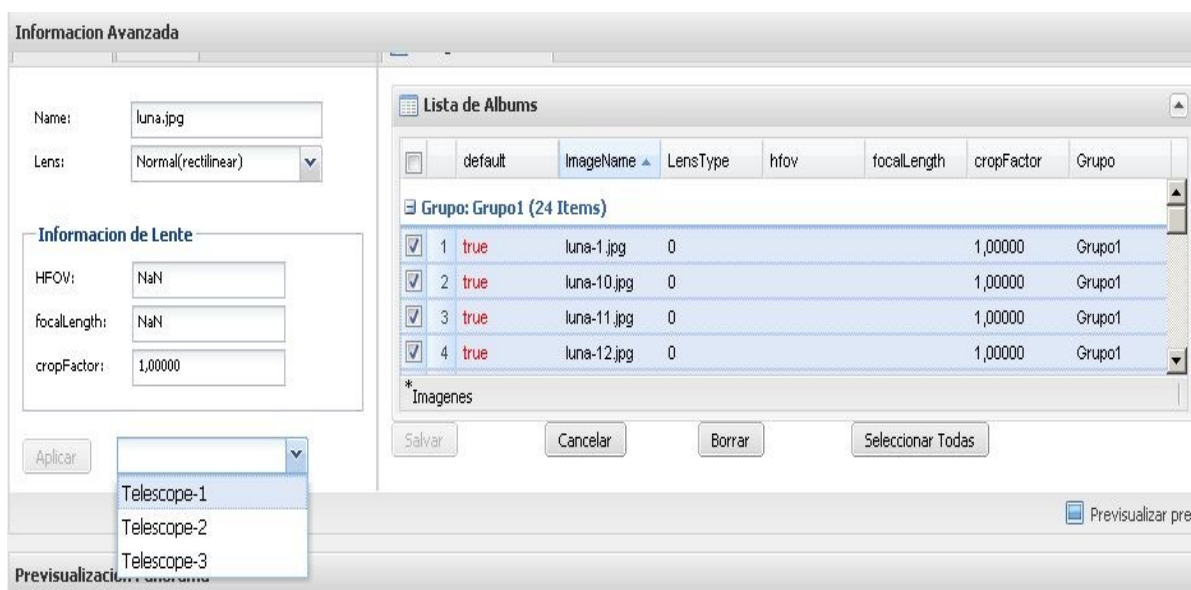 Informacion Avanzada
Name: luna.jpg
Lens: Normal(rectilinear)
Informacion de Lente
HFOV: NaN
focalLength: NaN
cropFactor: 1,00000
Aplicar
Telescope-1
Telescope-2
Telescope-3
Lista de Albums
default ImageName LensType hfov focalLength cropFactor Grupo
Grupo: Grupo1 (24 Items)
1 true luna-1.jpg 0 1,00000 Grupo1
2 true luna-10.jpg 0 1,00000 Grupo1
3 true luna-11.jpg 0 1,00000 Grupo1
4 true luna-12.jpg 0 1,00000 Grupo1
*Imagenes
Salvar Cancelar Borrar Seleccionar Todas
Previsualizar pre
Previsualizacion Panorama